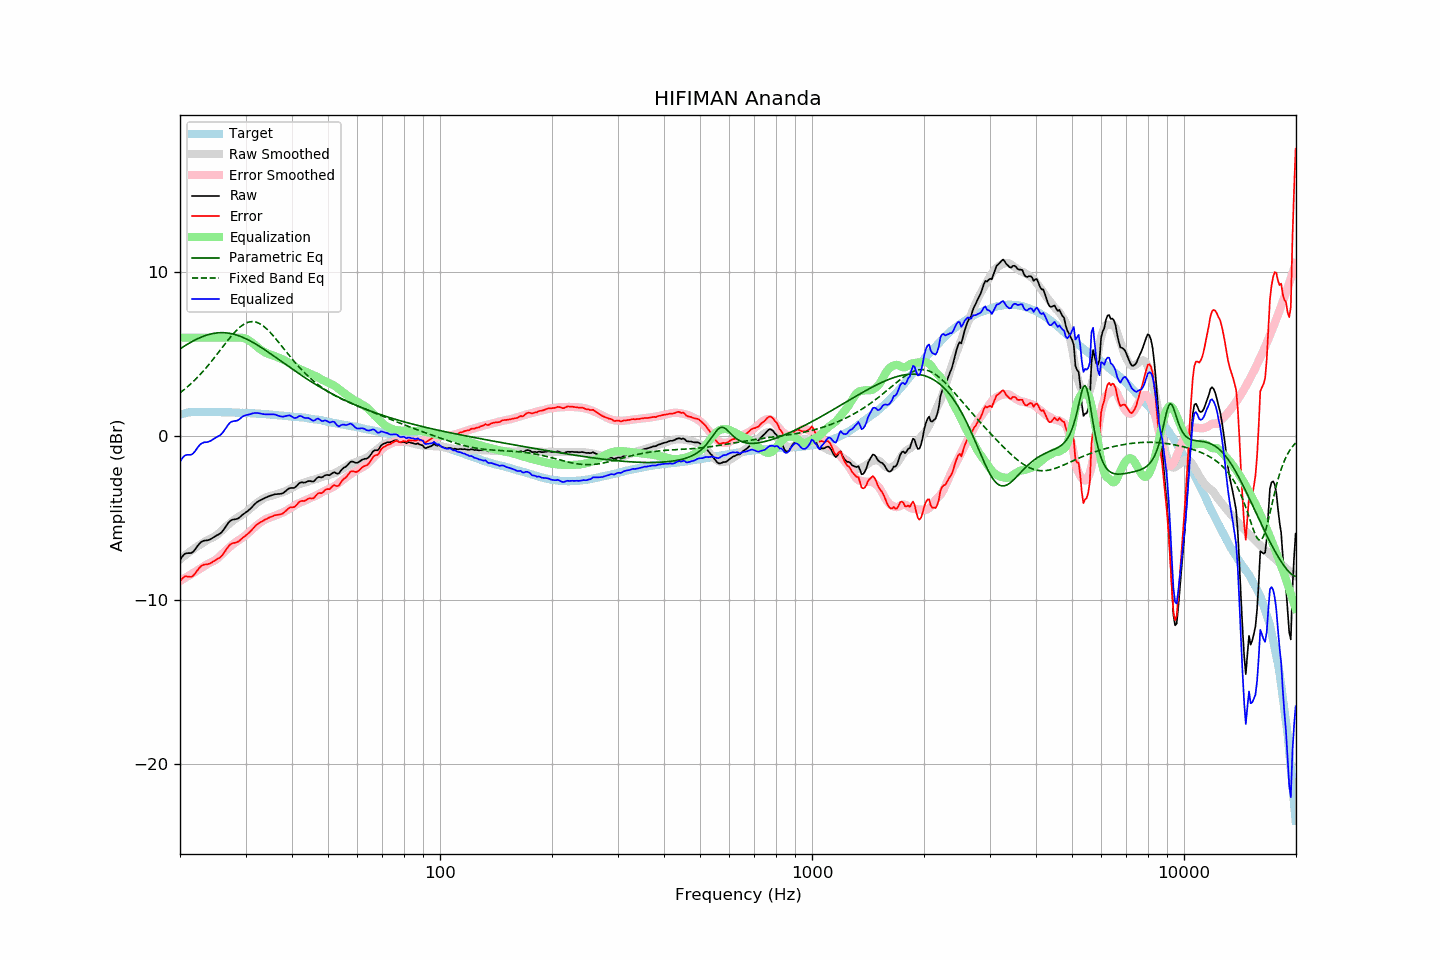 HIFIMAN Ananda
Target
Raw Smoothed
Error Smoothed
Raw
Error
Equalization
Parametric Eq
Fixed Band Eq
Equalized
10
0
−10
−20
Amplitude (dBr)
100
1000
10000
Frequency (Hz)